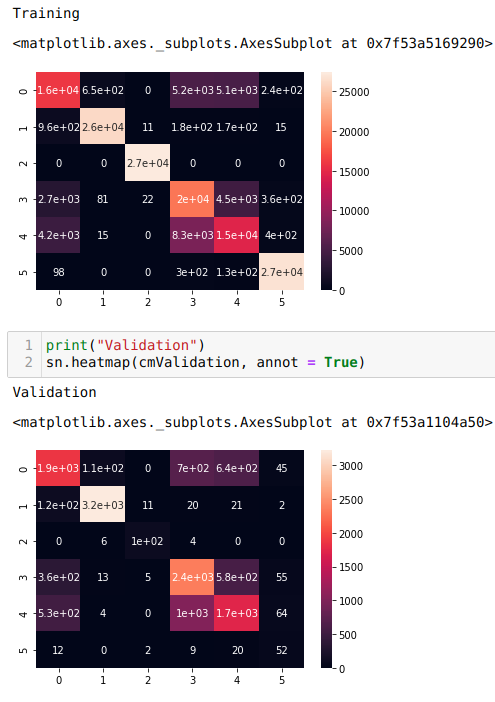 Training
<matplotlib.axes._subplots.AxesSubplot at 0x7f53a5169290>
0 1.6e+04 6.5e+02 0 5.2e+03 5.1e+03 2.4e+02
1 9.6e+02 2.6e+04 11 1.8e+02 1.7e+02 15
2 0 0 2.7e+04 0 0 0
3 2.7e+03 81 22 2e+04 4.5e+03 3.6e+02
4 4.2e+03 15 0 8.3e+03 1.5e+04 4e+02
5 98 0 0 3e+02 1.3e+02 2.7e+04
0 1 2 3 4 5
25000
20000
15000
10000
5000
0
1 print("Validation")
2 sn.heatmap(cmValidation, annot = True)
Validation
<matplotlib.axes._subplots.AxesSubplot at 0x7f53a1104a50>
0 1.9e+03 1.1e+02 0 7e+02 6.4e+02 45
1 1.2e+02 3.2e+03 11 20 21 2
2 0 6 1e+02 4 0 0
3 3.6e+02 13 5 2.4e+03 5.8e+02 55
4 5.3e+02 4 0 1e+03 1.7e+03 64
5 12 0 2 9 20 52
0 1 2 3 4 5
3000
2500
2000
1500
1000
500
0